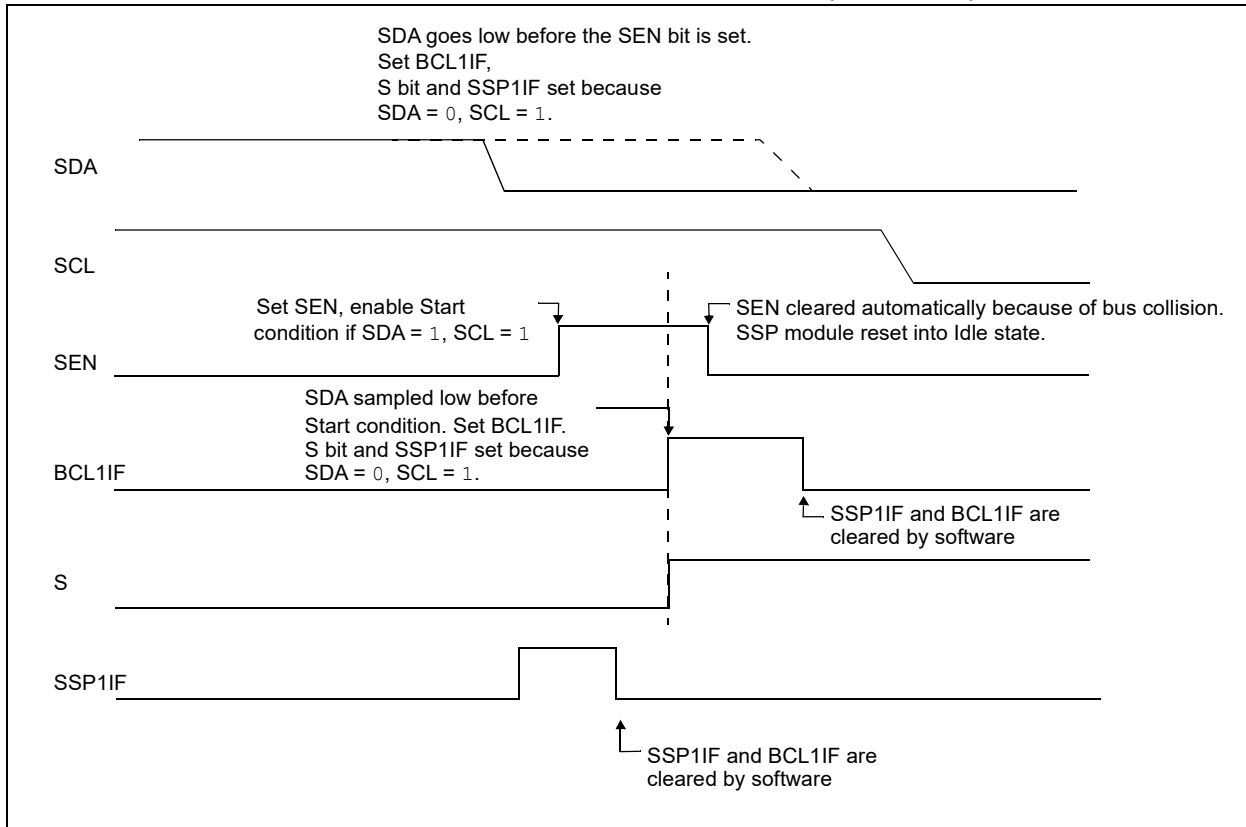 SDA goes low before the SEN bit is set.
Set BCL1IF,
S bit and SSP1IF set because
SDA = 0, SCL = 1.
SDA
SCL
Set SEN, enable Start
condition if SDA = 1, SCL = 1
SEN cleared automatically because of bus collision.
SSP module reset into Idle state.
SEN
SDA sampled low before
Start condition. Set BCL1IF.
S bit and SSP1IF set because
SDA = 0, SCL = 1.
BCL1IF
SSP1IF and BCL1IF are
cleared by software
S
SSP1IF
SSP1IF and BCL1IF are
cleared by software